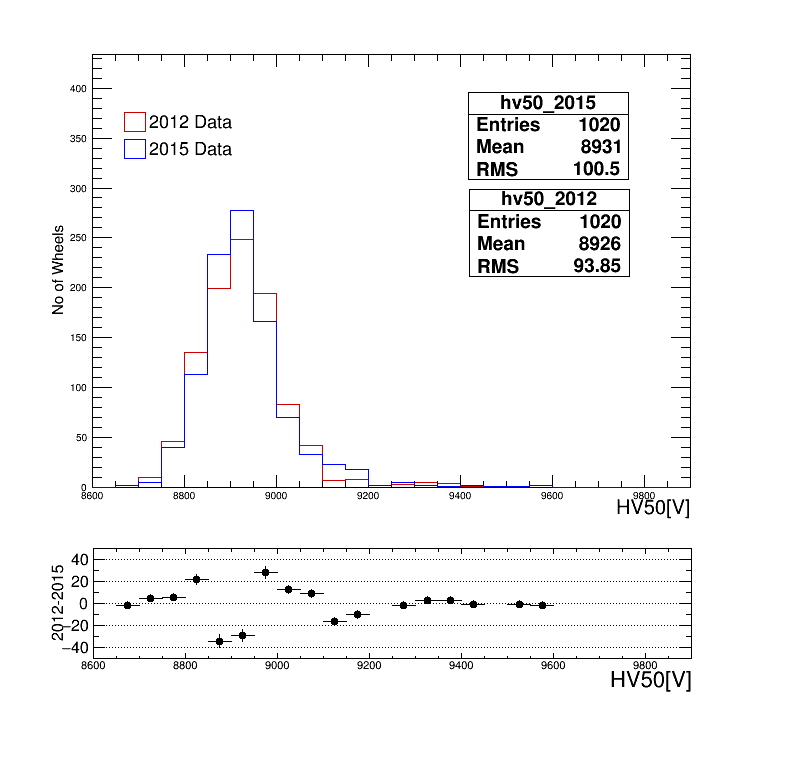 400
350
300
250
200
150
100
50
0
No of Wheels
2012 Data
2015 Data
hv50_2015
Entries 1020
Mean 8931
RMS 100.5
hv50_2012
Entries 1020
Mean 8926
RMS 93.85
8600 8800 9000 9200 9400 9600 9800
HV50[V]
40
20
0
−20
−40
2012-2015
8600 8800 9000 9200 9400 9600 9800
HV50[V]